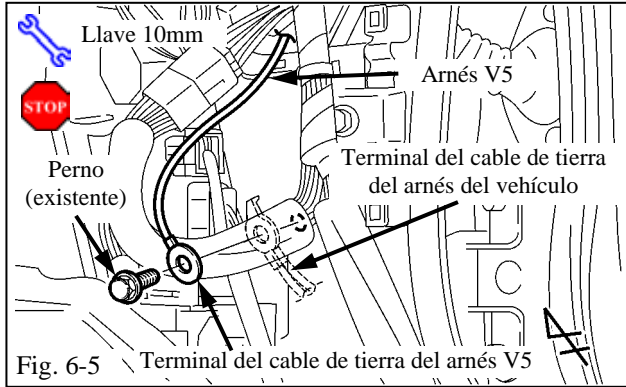 Llave 10mm
STOP
Arnés V5
Perno
(existente)
Terminal del cable de tierra
del arnés del vehículo
Fig. 6-5
Terminal del cable de tierra del arnés V5